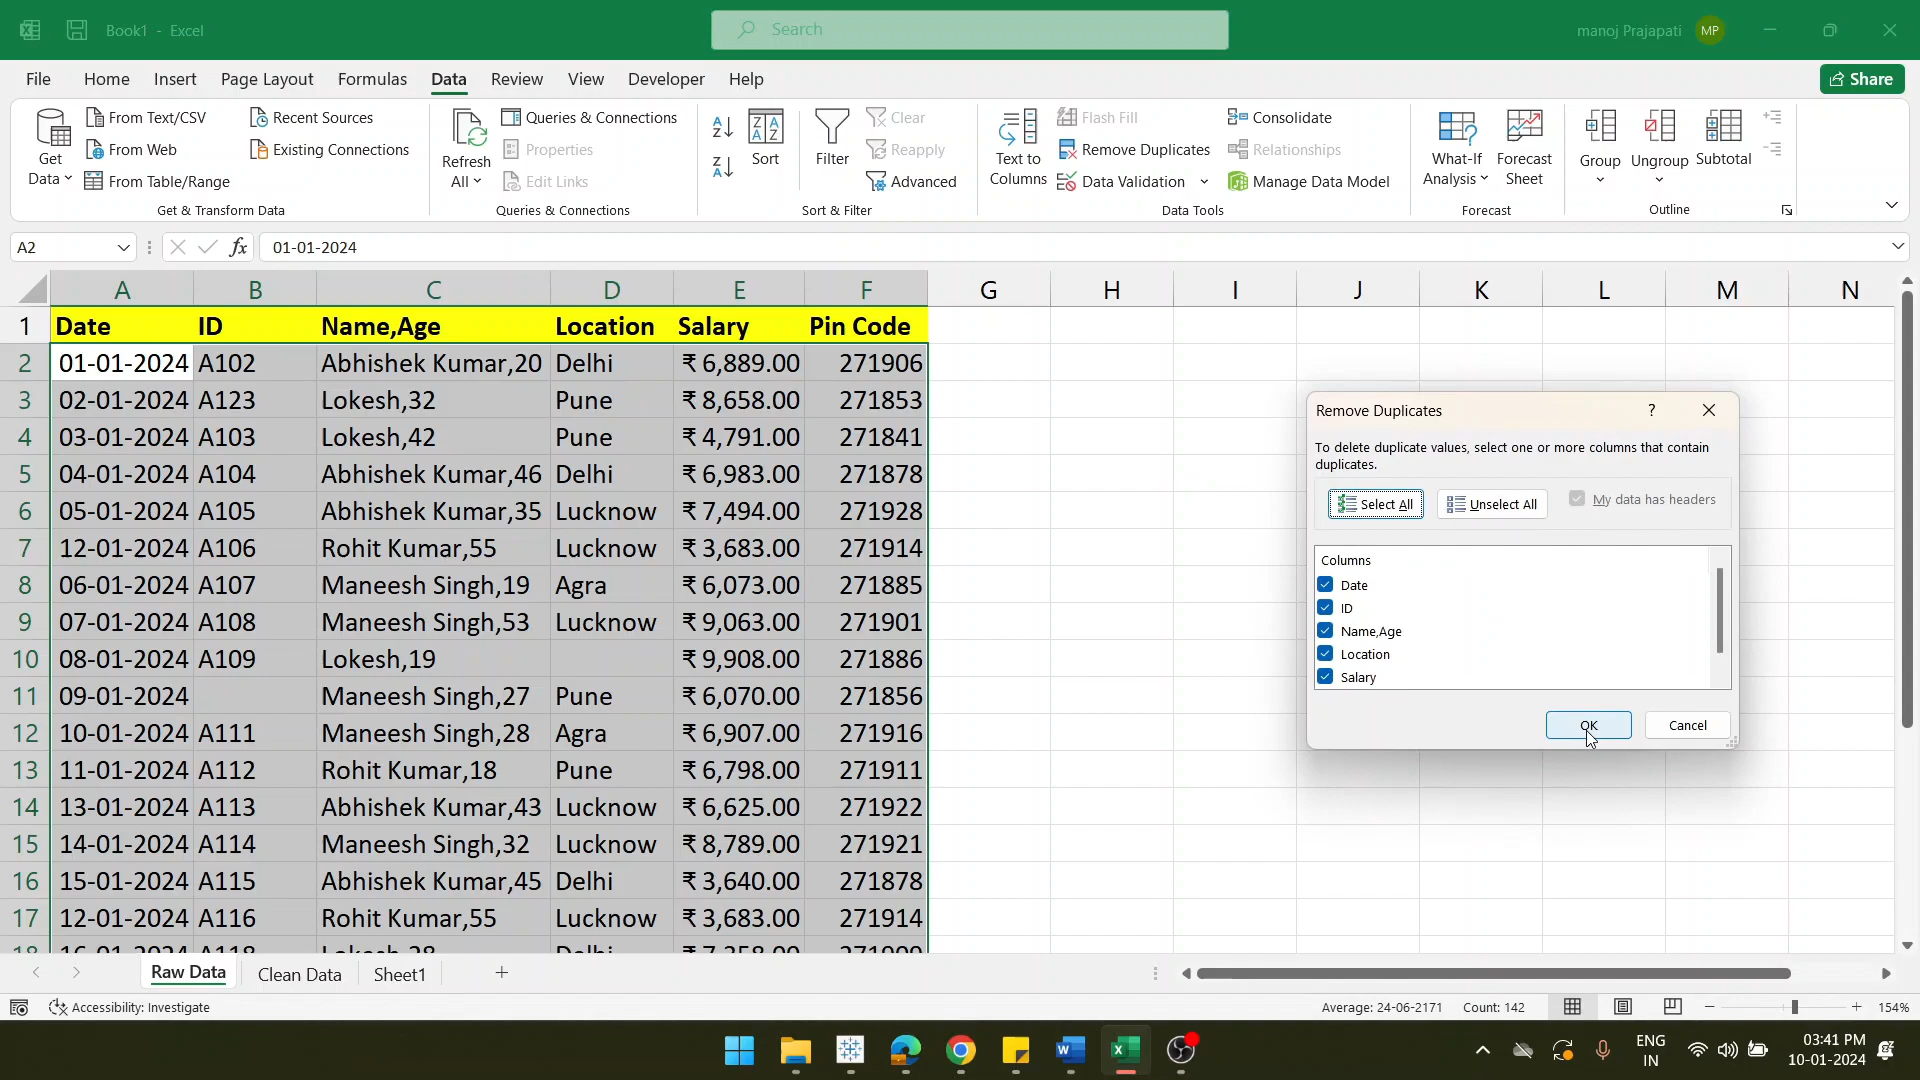 Book1 - Excel
Search
manoj Prajapati MP
File Home Insert Page Layout Formulas Data Review View Developer Help
Share
Get Data
From Text/CSV
From Web
From Table/Range
Recent Sources
Existing Connections
Get & Transform Data
Refresh All
Queries & Connections
Properties
Edit Links
Queries & Connections
Sort
Filter
Clear
Reapply
Advanced
Sort & Filter
Text to Columns
Flash Fill
Remove Duplicates
Data Validation
Consolidate
Relationships
Manage Data Model
Data Tools
What-If Analysis
Forecast Sheet
Forecast
Group
Ungroup
Subtotal
Outline
A2 fx 01-01-2024
A B C D E F G H I J K L M N
1 Date ID Name,Age Location Salary Pin Code
2 01-01-2024 A102 Abhishek Kumar,20 Delhi ₹ 6,889.00 271906
3 02-01-2024 A123 Lokesh,32 Pune ₹ 8,658.00 271853
4 03-01-2024 A103 Lokesh,42 Pune ₹ 4,791.00 271841
5 04-01-2024 A104 Abhishek Kumar,46 Delhi ₹ 6,983.00 271878
6 05-01-2024 A105 Abhishek Kumar,35 Lucknow ₹ 7,494.00 271928
7 12-01-2024 A106 Rohit Kumar,55 Lucknow ₹ 3,683.00 271914
8 06-01-2024 A107 Maneesh Singh,19 Agra ₹ 6,073.00 271885
9 07-01-2024 A108 Maneesh Singh,53 Lucknow ₹ 9,063.00 271901
10 08-01-2024 A109 Lokesh,19 ₹ 9,908.00 271886
11 09-01-2024 Maneesh Singh,27 Pune ₹ 6,070.00 271856
12 10-01-2024 A111 Maneesh Singh,28 Agra ₹ 6,907.00 271916
13 11-01-2024 A112 Rohit Kumar,18 Pune ₹ 6,798.00 271911
14 13-01-2024 A113 Abhishek Kumar,43 Lucknow ₹ 6,625.00 271922
15 14-01-2024 A114 Maneesh Singh,32 Lucknow ₹ 8,789.00 271921
16 15-01-2024 A115 Abhishek Kumar,45 Delhi ₹ 3,640.00 271878
17 12-01-2024 A116 Rohit Kumar,55 Lucknow ₹ 3,683.00 271914
Remove Duplicates ?
To delete duplicate values, select one or more columns that contain
duplicates.
Select All Unselect All My data has headers
Columns
Date
ID
Name,Age
Location
Salary
OK Cancel
Raw Data Clean Data Sheet1
Accessibility: Investigate Average: 24-06-2171 Count: 142 154%
ENG IN
03:41 PM
10-01-2024